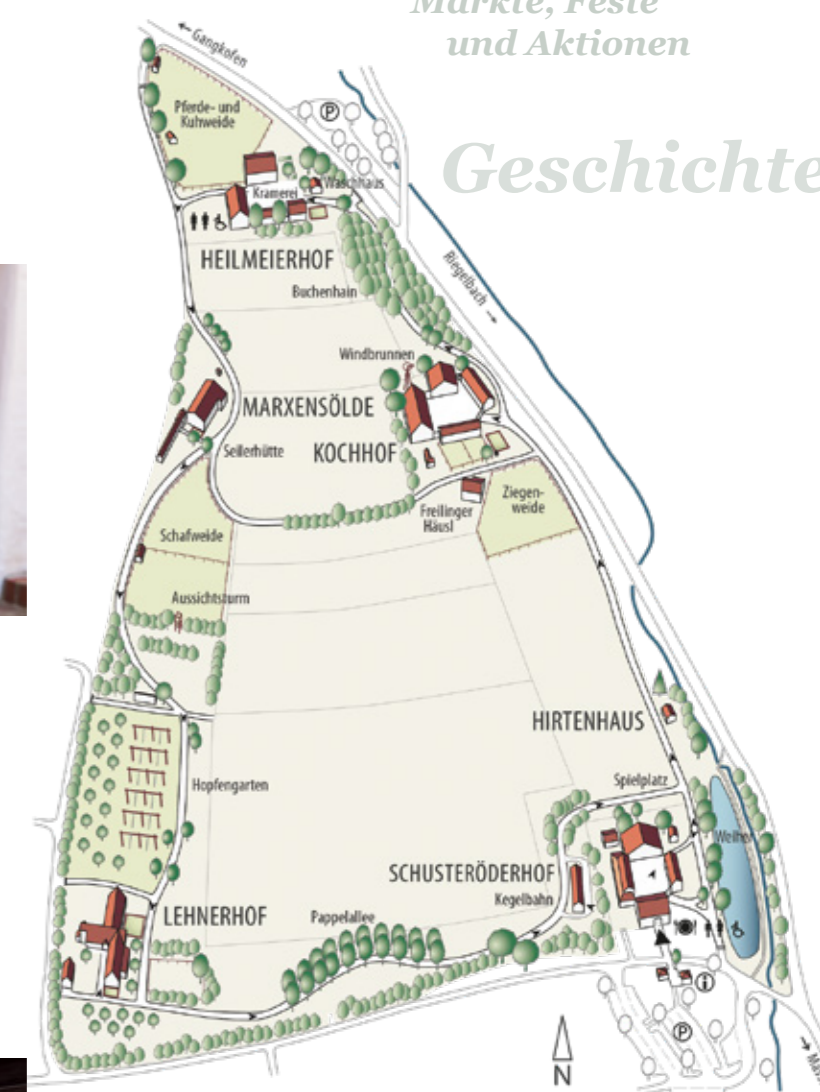 Märkte, Feste
und Aktionen
← Gangkofen
Geschichte
P
Pferde- und
Kuhweide
Waschhaus
Kramerei
HEILMEIERHOF
Buchenhain
Riegelbach →
Windbrunnen
MARXENSÖLDE
Seilerhütte
KOCHHOF
Freilinger
Häusl
Ziegen-
weide
Schafweide
Aussichtsturm
HIRTENHAUS
Spielplatz
Hopfengarten
Weiher
SCHUSTERÖDERHOF
Kegelbahn
LEHNERHOF
Pappelallee
i
P
N